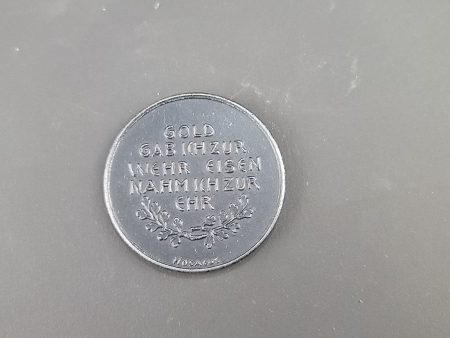 GOLD
GAB ICH ZUR
WEHR EISEN
NAHM ICH ZUR
EHR